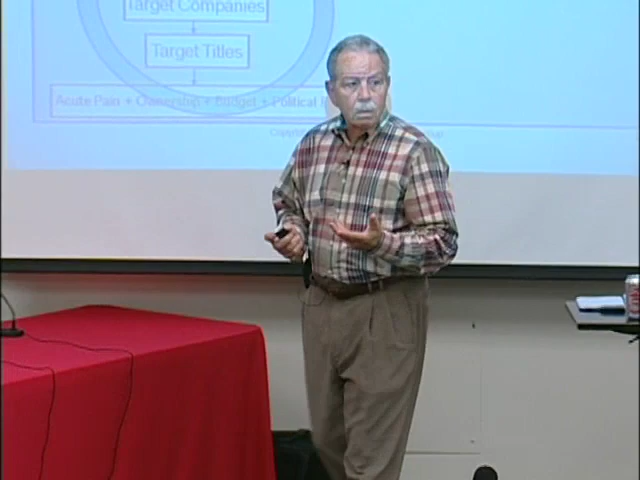 Target Companies
Target Titles
Acute Pain + Ownership + Budget + Political